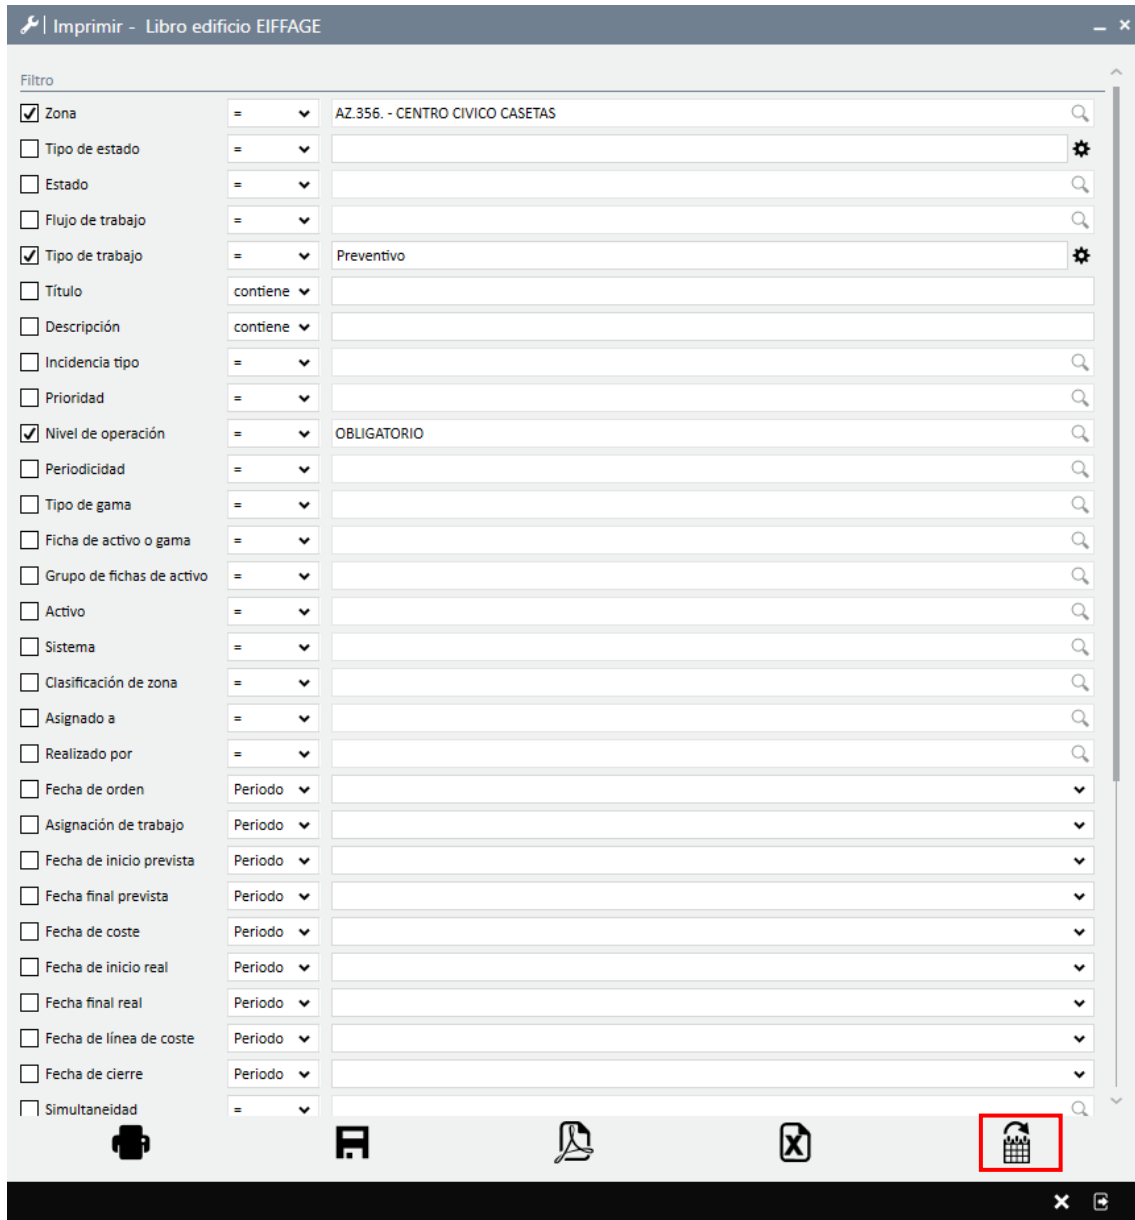 Imprimir - Libro edificio EIFFAGE
Filtro
Zona = AZ.356. - CENTRO CIVICO CASETAS
Tipo de estado =
Estado =
Flujo de trabajo =
Tipo de trabajo = Preventivo
Título contiene
Descripción contiene
Incidencia tipo =
Prioridad =
Nivel de operación = OBLIGATORIO
Periodicidad =
Tipo de gama =
Ficha de activo o gama =
Grupo de fichas de activo =
Activo =
Sistema =
Clasificación de zona =
Asignado a =
Realizado por =
Fecha de orden Periodo
Asignación de trabajo Periodo
Fecha de inicio prevista Periodo
Fecha final prevista Periodo
Fecha de coste Periodo
Fecha de inicio real Periodo
Fecha final real Periodo
Fecha de línea de coste Periodo
Fecha de cierre Periodo
Simultaneidad =